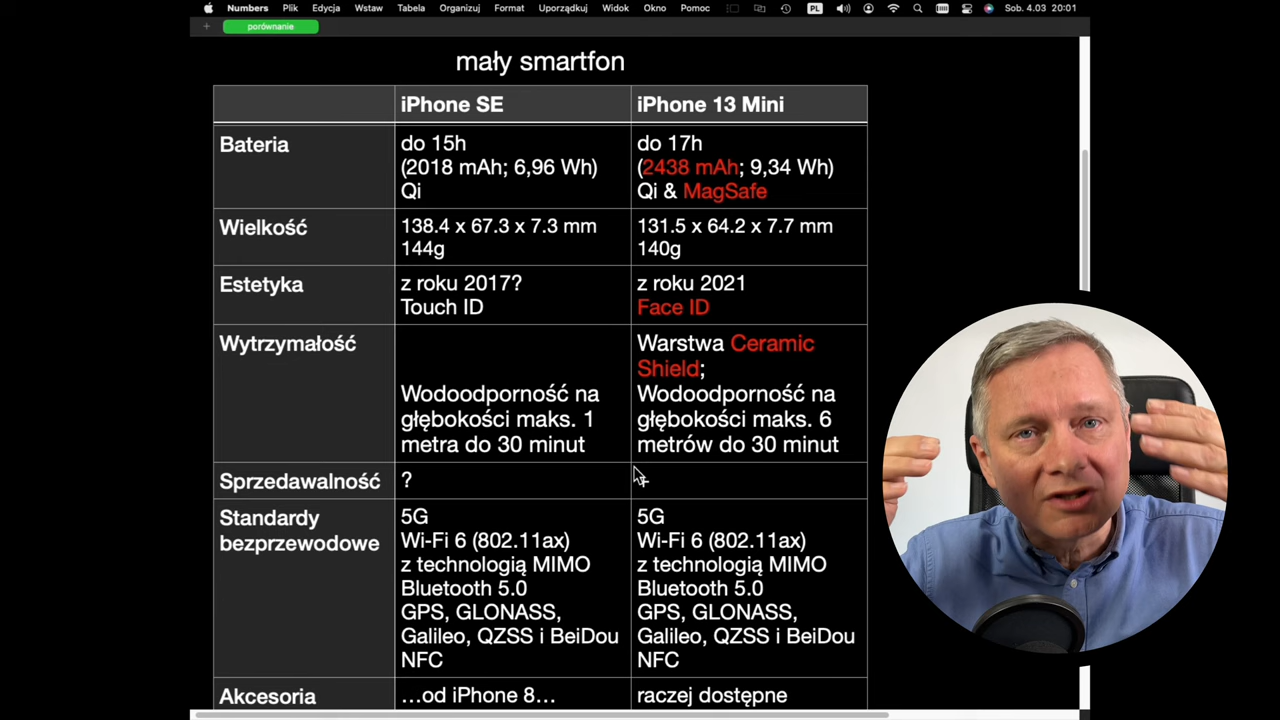 Numbers Plik Edycja Wstaw Tabela Organizuj Format Uporządkuj Widok Okno Pomoc PL Sob. 4.03 20:01
+ porównanie
mały smartfon
iPhone SE iPhone 13 Mini
Bateria
do 15h
(2018 mAh; 6,96 Wh)
Qi
do 17h
(2438 mAh; 9,34 Wh)
Qi & MagSafe
Wielkość
138.4 x 67.3 x 7.3 mm
144g
131.5 x 64.2 x 7.7 mm
140g
Estetyka
z roku 2017?
Touch ID
z roku 2021
Face ID
Wytrzymałość
Wodoodporność na
głębokości maks. 1
metra do 30 minut
Warstwa Ceramic
Shield;
Wodoodporność na
głębokości maks. 6
metrów do 30 minut
Sprzedawalność
?
+
Standardy
bezprzewodowe
5G
Wi-Fi 6 (802.11ax)
z technologią MIMO
Bluetooth 5.0
GPS, GLONASS,
Galileo, QZSS i BeiDou
NFC
5G
Wi-Fi 6 (802.11ax)
z technologią MIMO
Bluetooth 5.0
GPS, GLONASS,
Galileo, QZSS i BeiDou
NFC
Akcesoria
…od iPhone 8…
raczej dostępne